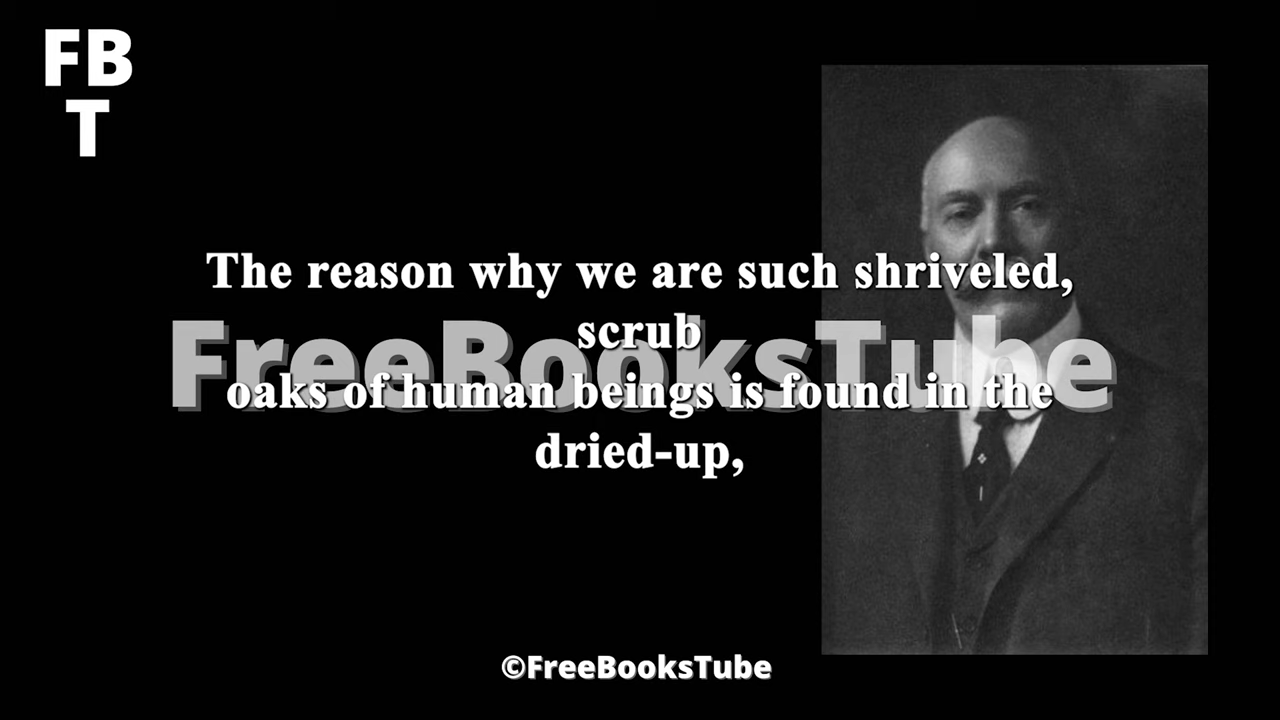 FB
T
The reason why we are such shriveled,
scrub
FreeBooksTube
oaks of human beings is found in the
dried-up,
©FreeBooksTube